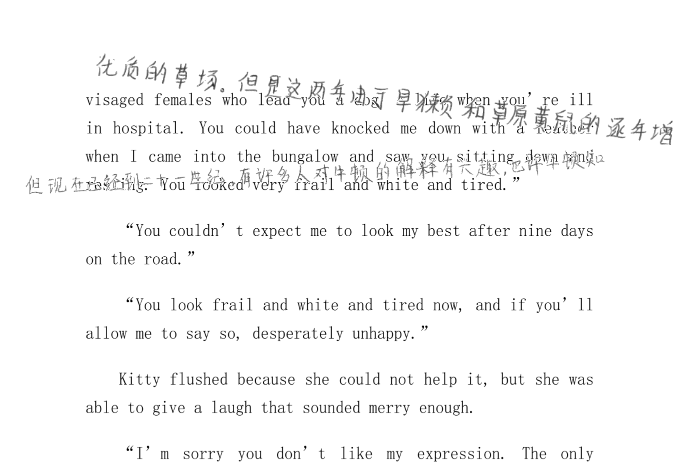 优质的草场。但是这两年由于旱獭 和草原黄鼠的逐年增
visaged females who lead you a dog's life when you’re ill
in hospital. You could have knocked me down with a feather
when I came into the bungalow and saw you sitting down and
但现在已经到二十一世纪,有许多人对牛顿的解释有兴趣,也许牛顿如
resting. You looked very frail and white and tired.”
“You couldn’t expect me to look my best after nine days
on the road.”
“You look frail and white and tired now, and if you’ll
allow me to say so, desperately unhappy.”
Kitty flushed because she could not help it, but she was
able to give a laugh that sounded merry enough.
“I’m sorry you don’t like my expression. The only